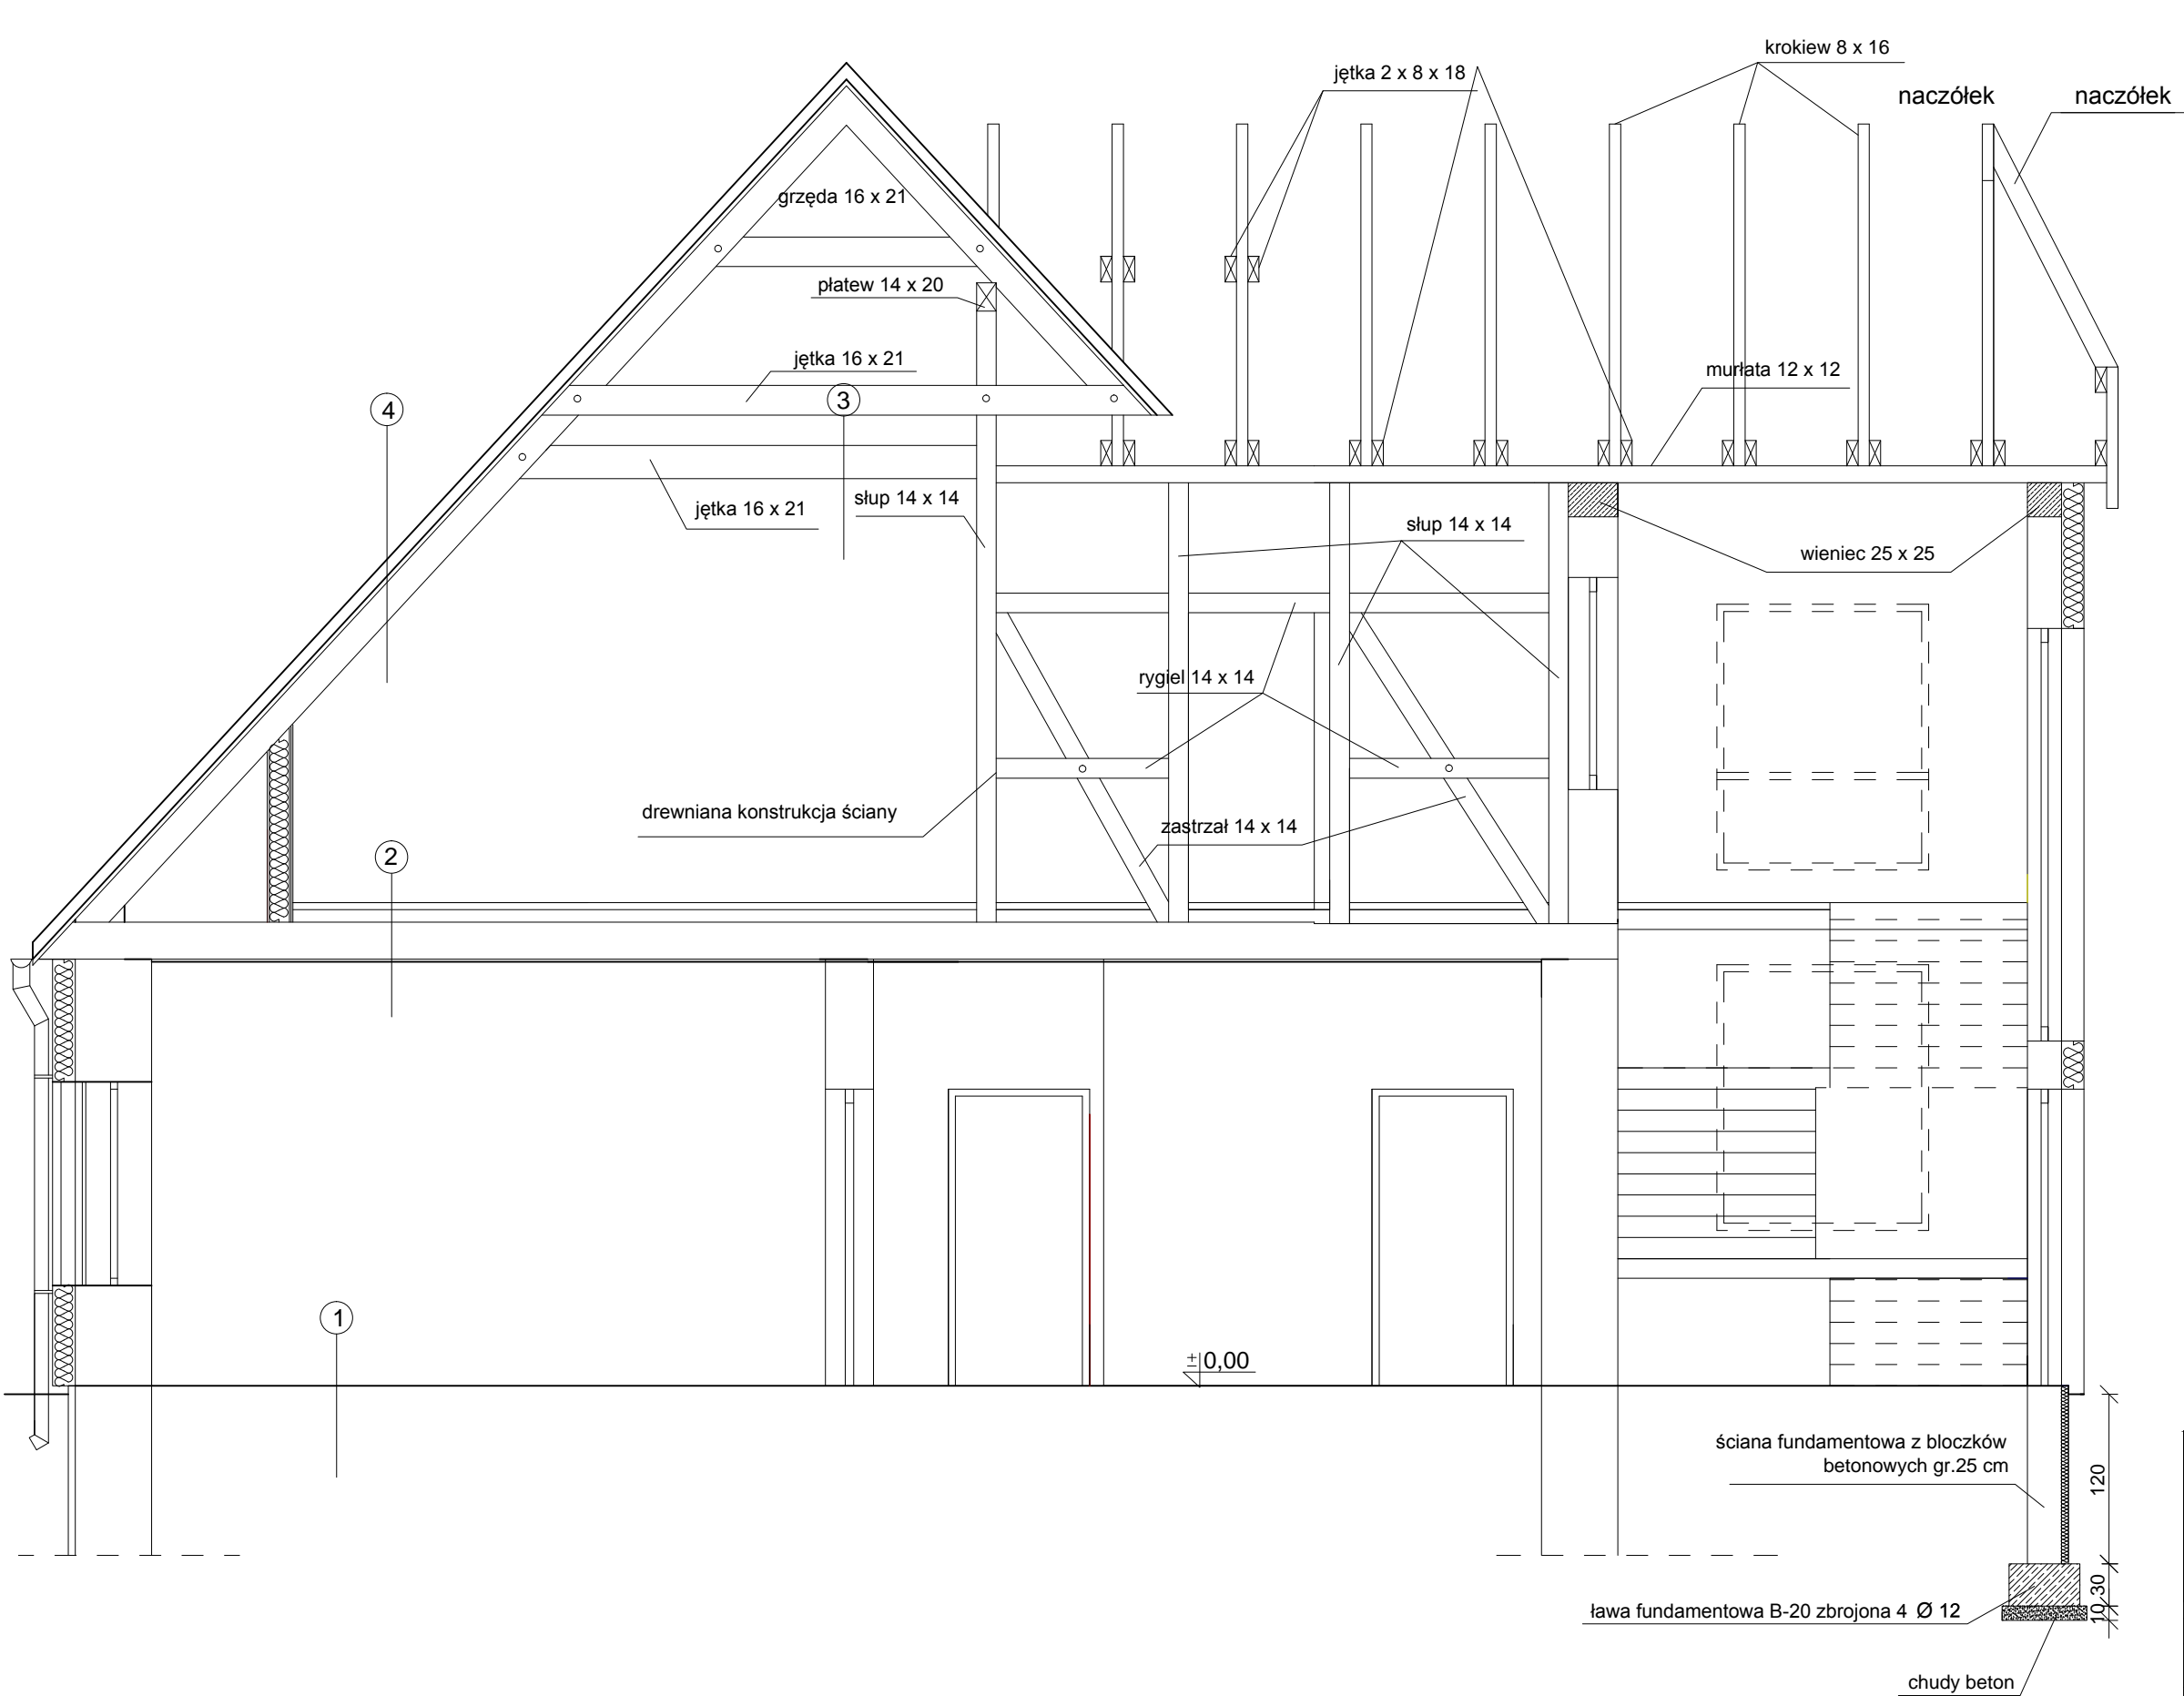 krokiew 8 x 16
jętka 2 x 8 x 18
naczółek
naczółek
grzęda 16 x 21
płatew 14 x 20
jętka 16 x 21
murłata 12 x 12
4
3
jętka 16 x 21
słup 14 x 14
słup 14 x 14
wieniec 25 x 25
rygiel 14 x 14
drewniana konstrukcja ściany
zastrzał 14 x 14
2
1
±0,00
ściana fundamentowa z bloczków
betonowych gr.25 cm
120
30
10
ława fundamentowa B-20 zbrojona 4 Ø 12
chudy beton